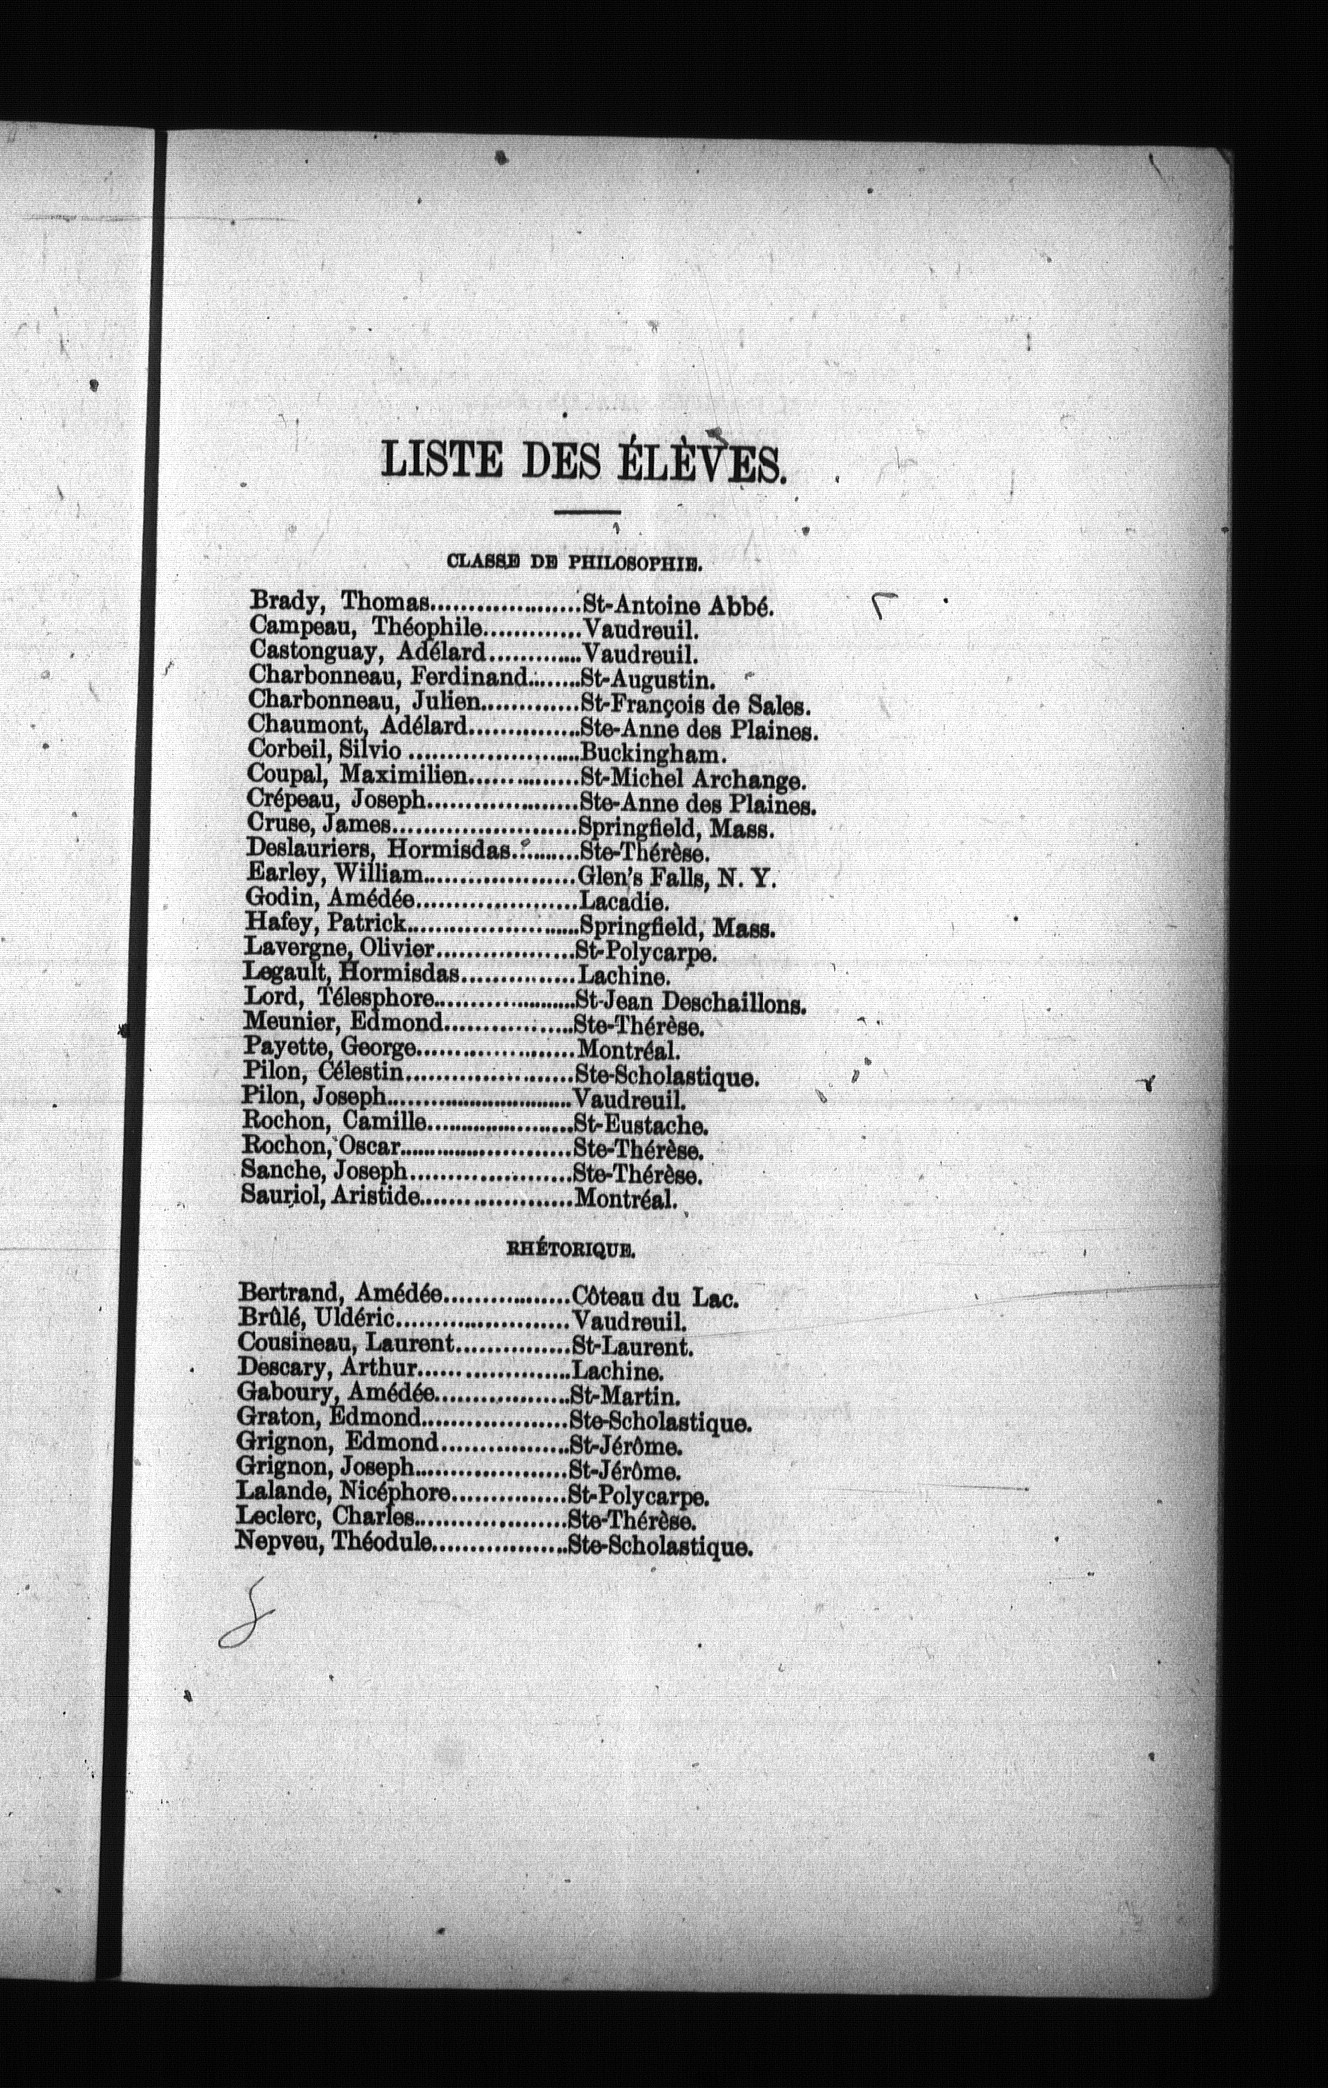 LISTE DES ÉLÈVES.
CLASSE DE PHILOSOPHIE.
Brady, Thomas....................St-Antoine Abbé.
Campeau, Théophile.............Vaudreuil.
Castonguay, Adélard............Vaudreuil.
Charbonneau, Ferdinand.......St-Augustin.
Charbonneau, Julien.............St-François de Sales.
Chaumont, Adélard...............Ste-Anne des Plaines.
Corbeil, Silvio ......................Buckingham.
Coupal, Maximilien...............St-Michel Archange.
Crépeau, Joseph....................Ste-Anne des Plaines.
Cruse, James.........................Springfield, Mass.
Deslauriers, Hormisdas.........Ste-Thérèse.
Earley, William....................Glen's Falls, N. Y.
Godin, Amédée.....................Lacadie.
Hafey, Patrick.......................Springfield, Mass.
Lavergne, Olivier..................St-Polycarpe.
Legault, Hormisdas...............Lachine.
Lord, Télesphore...................St-Jean Deschaillons.
Meunier, Edmond.................Ste-Thérèse.
Payette, George.....................Montréal.
Pilon, Célestin......................Ste-Scholastique.
Pilon, Joseph.........................Vaudreuil.
Rochon, Camille...................St-Eustache.
Rochon, Oscar.......................Ste-Thérèse.
Sanche, Joseph.....................Ste-Thérèse.
Sauriol, Aristide....................Montréal.
RHÉTORIQUE.
Bertrand, Amédée.................Côteau du Lac.
Brûlé, Uldéric.......................Vaudreuil.
Cousineau, Laurent...............St-Laurent.
Descary, Arthur....................Lachine.
Gaboury, Amédée..................St-Martin.
Graton, Edmond...................Ste-Scholastique.
Grignon, Edmond.................St-Jérôme.
Grignon, Joseph....................St-Jérôme.
Lalande, Nicéphore...............St-Polycarpe.
Leclerc, Charles....................Ste-Thérèse.
Nepveu, Théodule.................Ste-Scholastique.